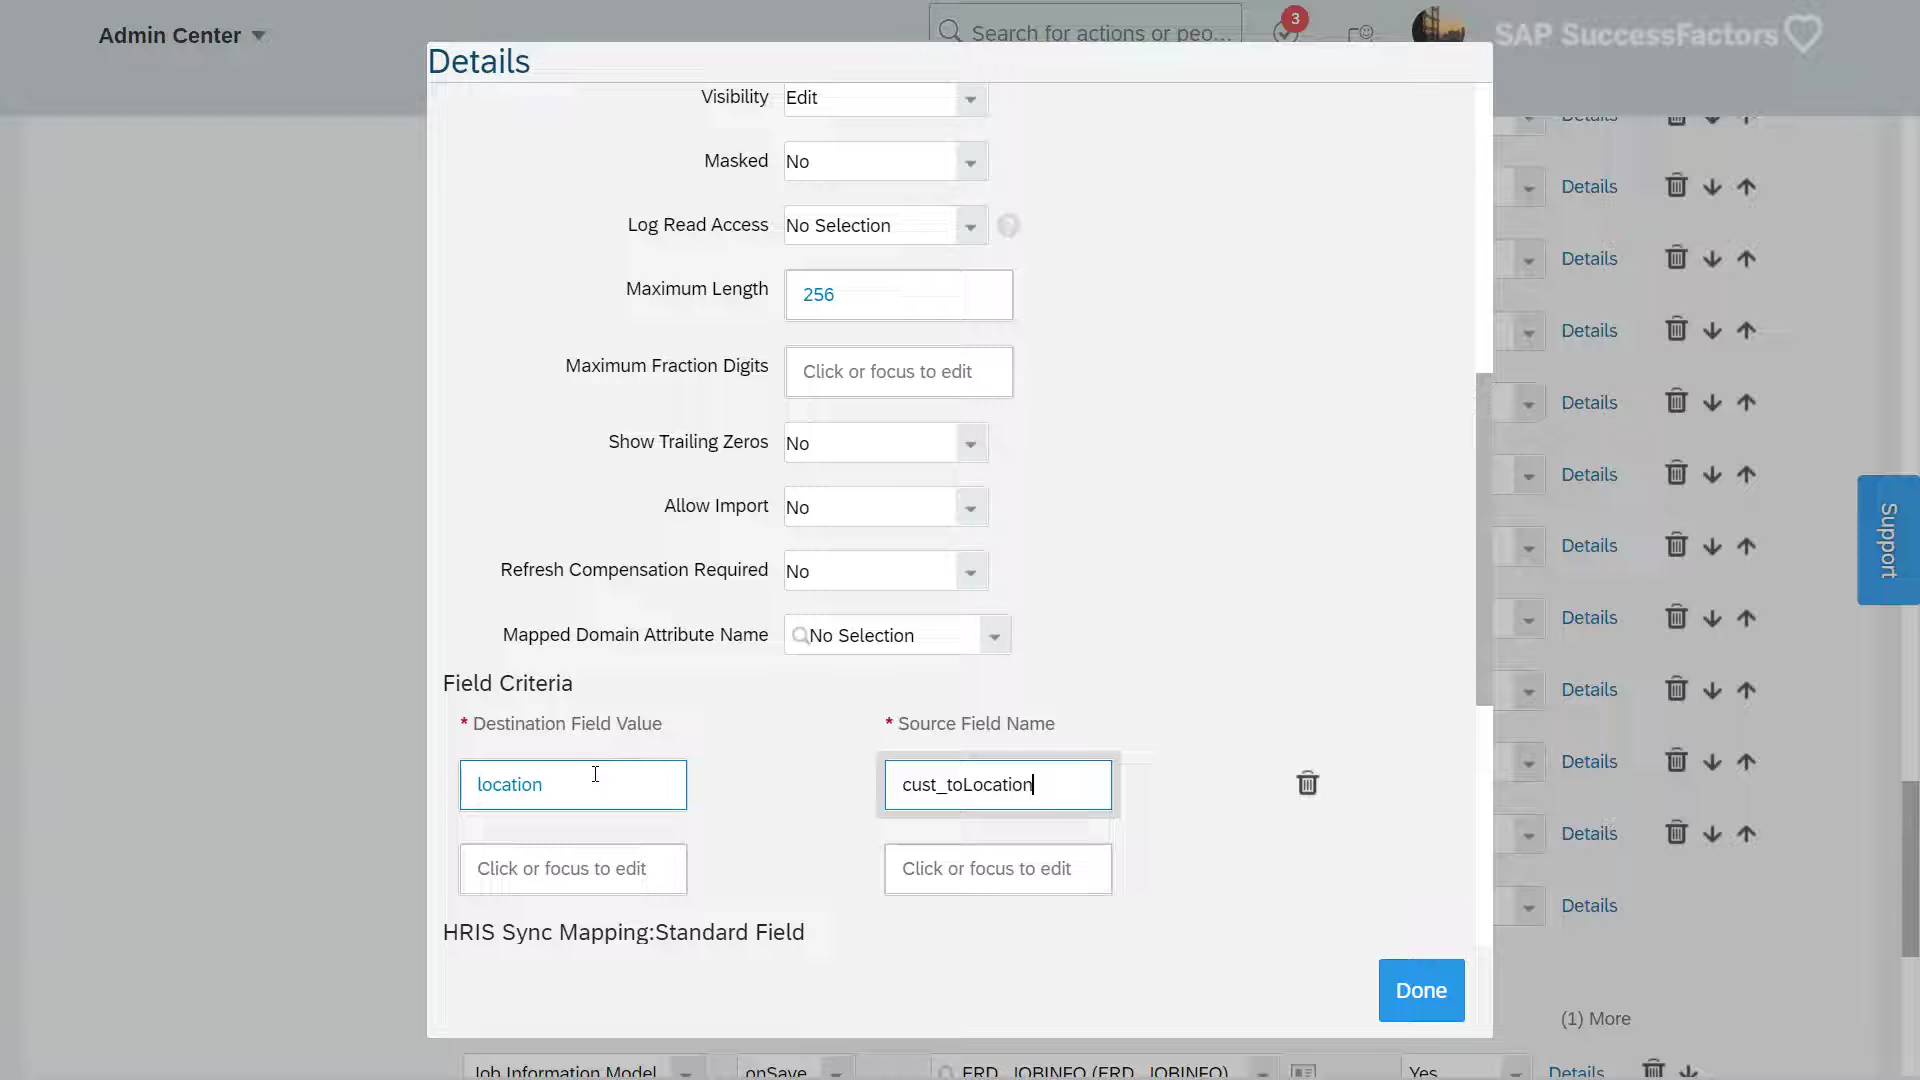 Admin Center
Search for actions or peo...
3
SAP SuccessFactors
Details
Visibility Edit
Masked No
Log Read Access No Selection ?
Maximum Length 256
Maximum Fraction Digits Click or focus to edit
Show Trailing Zeros No
Allow Import No
Refresh Compensation Required No
Mapped Domain Attribute Name No Selection
Field Criteria
* Destination Field Value * Source Field Name
location cust_toLocation
Click or focus to edit Click or focus to edit
HRIS Sync Mapping:Standard Field
Done
Details
Details
Details
Details
Details
Details
Details
Details
Details
Details
Details
Details
Support
(1) More
Job Information Model onSave ERD_JOBINFO (ERD_JOBINFO) Yes Details